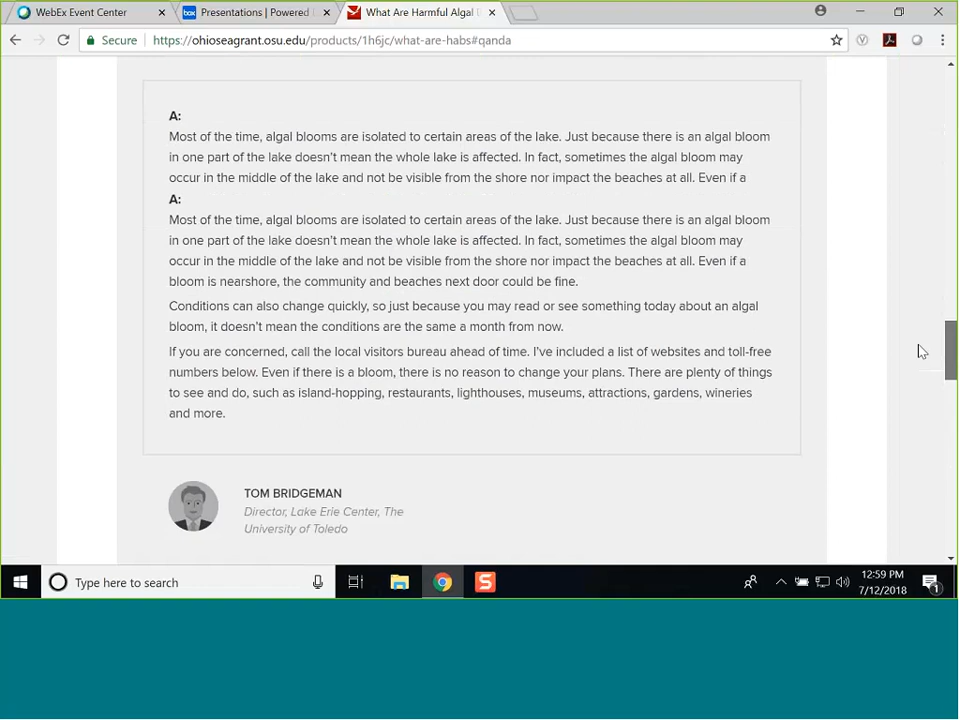 WebEx Event Center
Presentations | Powered
What Are Harmful Algal
Secure
https://ohioseagrant.osu.edu/products/1h6jc/what-are-habs#qanda
A:
Most of the time, algal blooms are isolated to certain areas of the lake. Just because there is an algal bloom
in one part of the lake doesn't mean the whole lake is affected. In fact, sometimes the algal bloom may
occur in the middle of the lake and not be visible from the shore nor impact the beaches at all. Even if a
A:
Most of the time, algal blooms are isolated to certain areas of the lake. Just because there is an algal bloom
in one part of the lake doesn't mean the whole lake is affected. In fact, sometimes the algal bloom may
occur in the middle of the lake and not be visible from the shore nor impact the beaches at all. Even if a
bloom is nearshore, the community and beaches next door could be fine.
Conditions can also change quickly, so just because you may read or see something today about an algal
bloom, it doesn't mean the conditions are the same a month from now.
If you are concerned, call the local visitors bureau ahead of time. I've included a list of websites and toll-free
numbers below. Even if there is a bloom, there is no reason to change your plans. There are plenty of things
to see and do, such as island-hopping, restaurants, lighthouses, museums, attractions, gardens, wineries
and more.
TOM BRIDGEMAN
Director, Lake Erie Center, The
University of Toledo
Type here to search
12:59 PM
7/12/2018